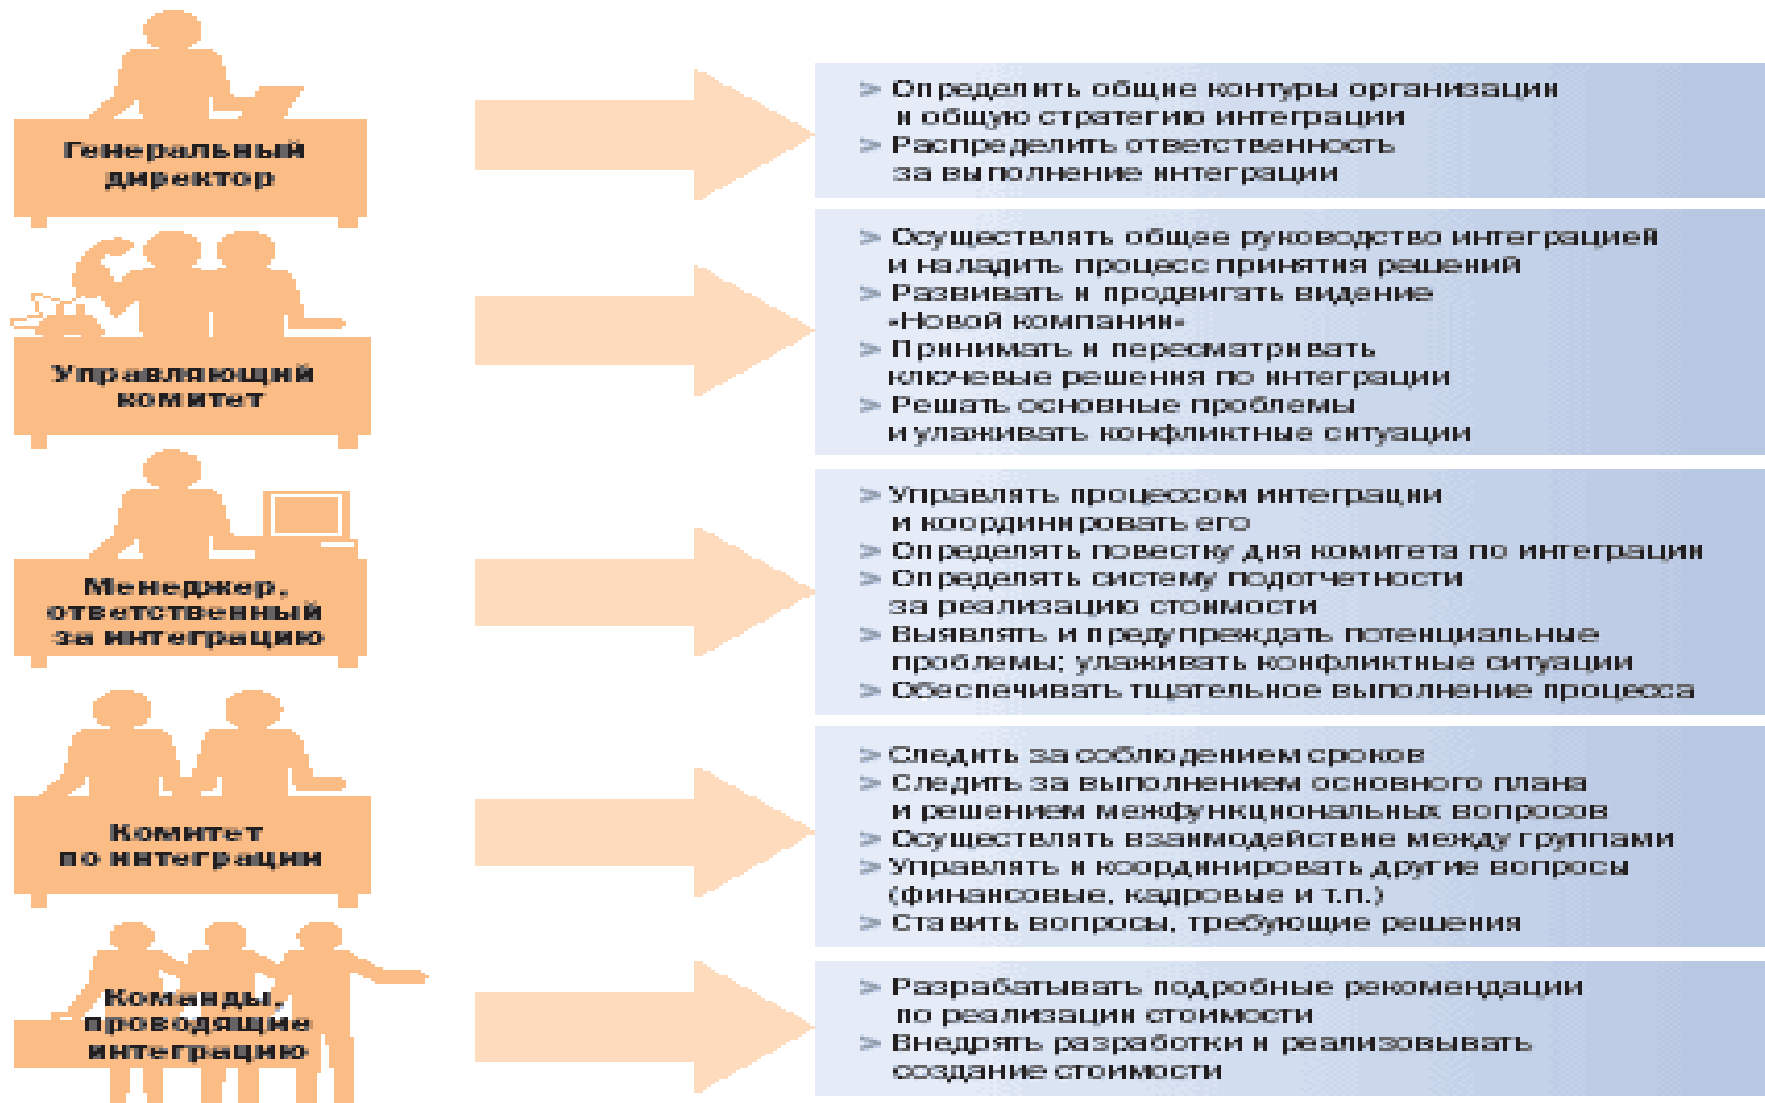 Генеральный
директор
> Определить общие контуры организации
и общую стратегию интеграции
> Распределить ответственность
за выполнение интеграции
Управляющий
комитет
> Осуществлять общее руководство интеграцией
и наладить процесс принятия решений
> Развивать и продвигать видение
«Новой компании»
> Принимать и пересматривать
ключевые решения по интеграции
> Решать основные проблемы
и улаживать конфликтные ситуации
Менеджер,
ответственный
за интеграцию
> Управлять процессом интеграции
и координировать его
> Определять повестку дня комитета по интеграции
> Определять систему подотчетности
за реализацию стоимости
> Выявлять и предупреждать потенциальные
проблемы; улаживать конфликтные ситуации
> Обеспечивать тщательное выполнение процесса
Комитет
по интеграции
> Следить за соблюдением сроков
> Следить за выполнением основного плана
и решением межфункциональных вопросов
> Осуществлять взаимодействие между группами
> Управлять и координировать другие вопросы
(финансовые, кадровые и т.п.)
> Ставить вопросы, требующие решения
Команды,
проводящие
интеграцию
> Разрабатывать подробные рекомендации
по реализации стоимости
> Внедрять разработки и реализовывать
создание стоимости